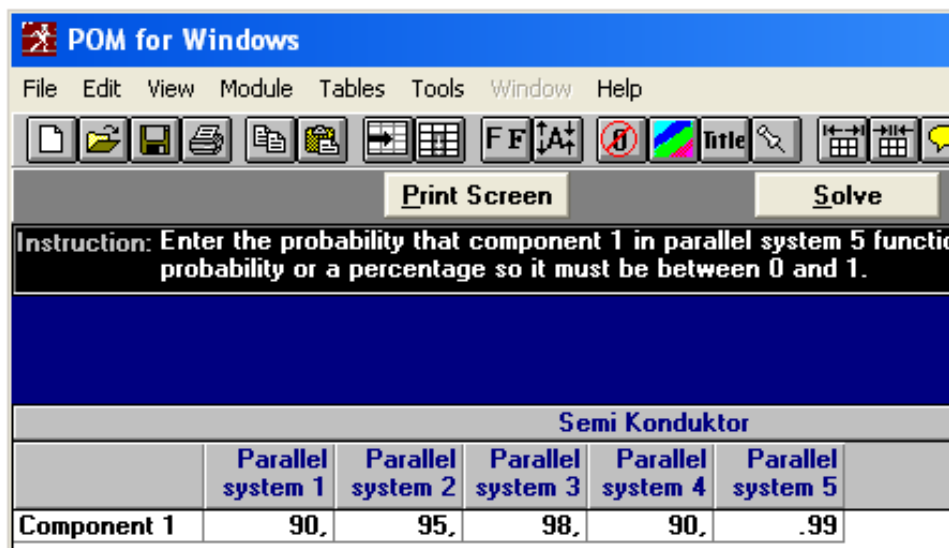 POM for Windows
File Edit View Module Tables Tools Window Help
F F A 0 Title
Print Screen Solve
Instruction: Enter the probability that component 1 in parallel system 5 functio
probability or a percentage so it must be between 0 and 1.
Semi Konduktor
Parallel system 1 Parallel system 2 Parallel system 3 Parallel system 4 Parallel system 5
Component 1 90, 95, 98, 90, .99